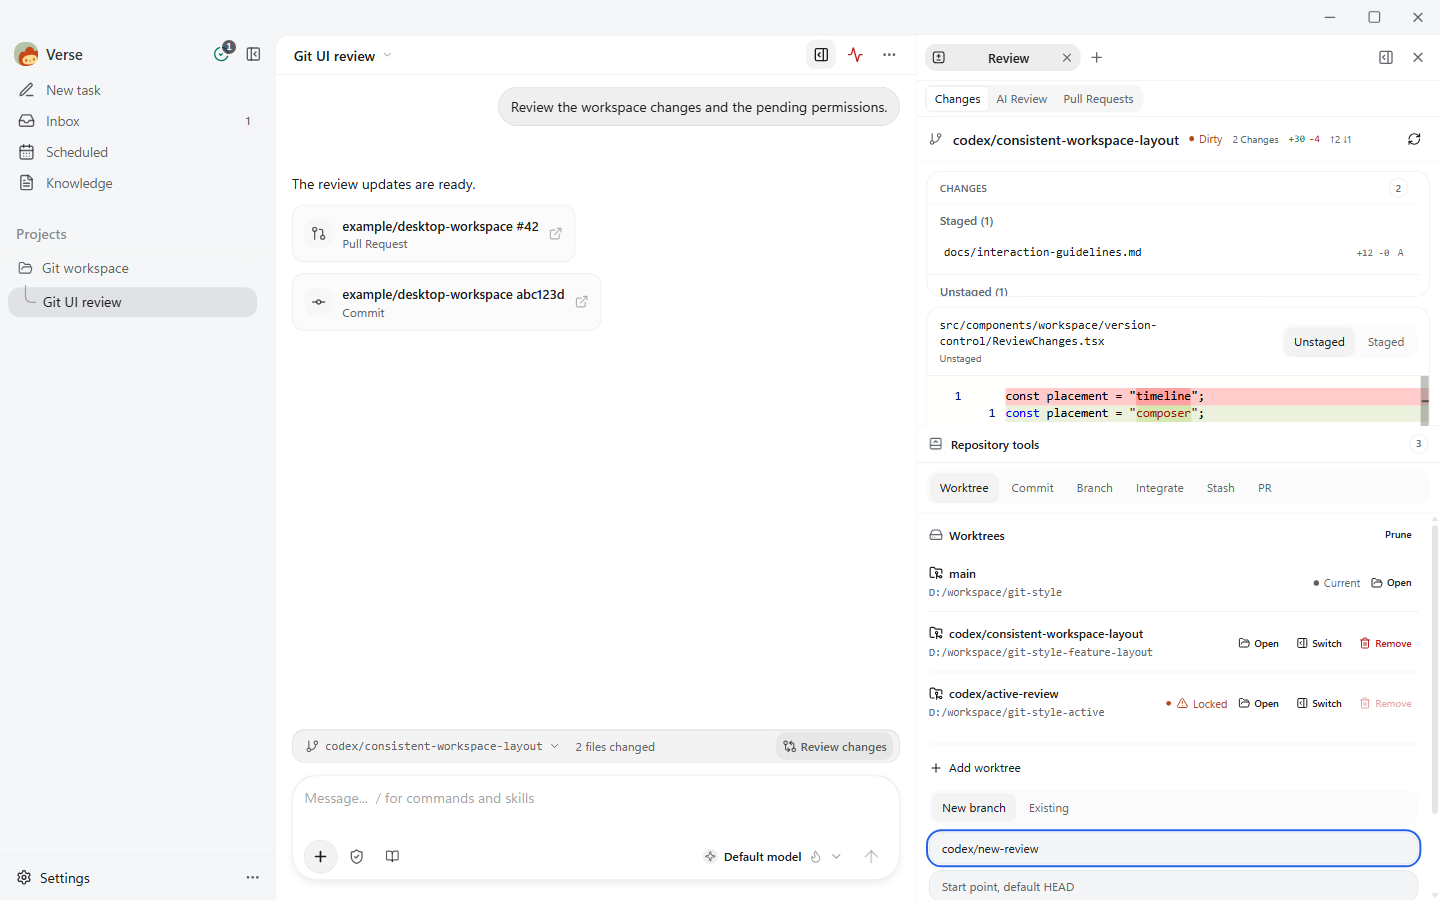 Verse
1
New task
Inbox
1
Scheduled
Knowledge
Projects
Git workspace
Git UI review
Settings
Git UI review
Review the workspace changes and the pending permissions.
The review updates are ready.
example/desktop-workspace #42
Pull Request
example/desktop-workspace abc123d
Commit
codex/consistent-workspace-layout
2 files changed
Review changes
Message... / for commands and skills
Default model
Review
Changes
AI Review
Pull Requests
codex/consistent-workspace-layout
Dirty
2 Changes
+30 -4
↑2 ↓1
CHANGES
2
Staged (1)
docs/interaction-guidelines.md
+12 -0 A
Unstaged (1)
src/components/workspace/version-
control/ReviewChanges.tsx
Unstaged
Unstaged
Staged
1 const placement = "timeline";
1 const placement = "composer";
Repository tools
3
Worktree
Commit
Branch
Integrate
Stash
PR
Worktrees
Prune
main
D:/workspace/git-style
Current
Open
codex/consistent-workspace-layout
D:/workspace/git-style-feature-layout
Open
Switch
Remove
codex/active-review
D:/workspace/git-style-active
Locked
Open
Switch
Remove
Add worktree
New branch
Existing
codex/new-review
Start point, default HEAD